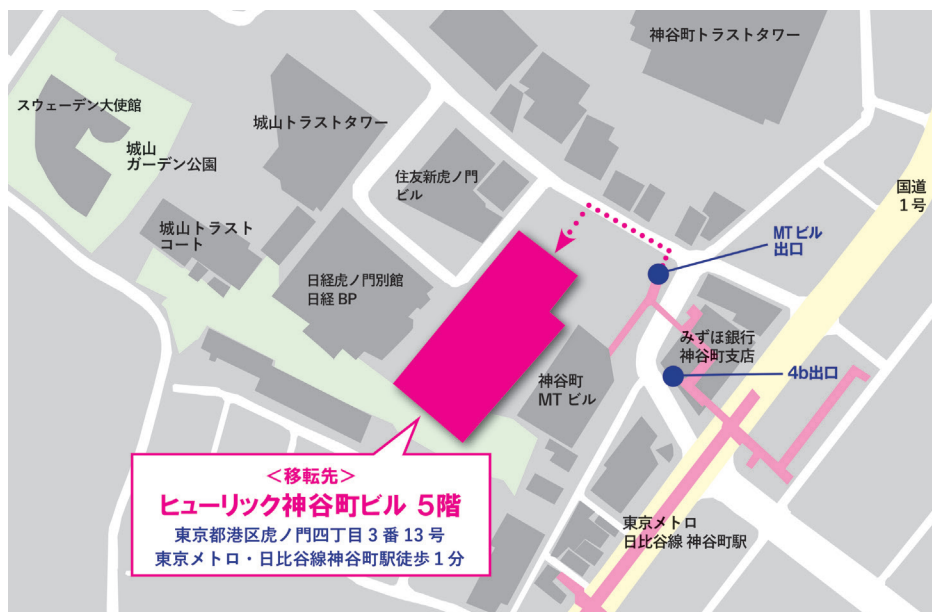 神谷町トラストタワー
スウェーデン大使館
城山
ガーデン公園
城山トラストタワー
住友新虎ノ門
ビル
国道
1号
城山トラスト
コート
MTビル
出口
日経虎ノ門別館
日経BP
みずほ銀行
神谷町支店
4b出口
神谷町
MTビル
<移転先>
ヒューリック神谷町ビル 5階
東京都港区虎ノ門四丁目3番13号
東京メトロ・日比谷線神谷町駅徒歩1分
東京メトロ
日比谷線 神谷町駅